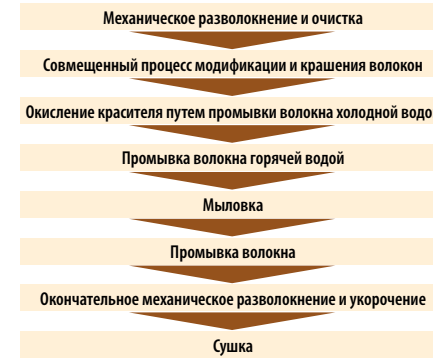 Механическое разволокнение и очистка
Совмещенный процесс модификации и крашения волокон
Окисление красителя путем промывки волокна холодной водо
Промывка волокна горячей водой
Мыловка
Промывка волокна
Окончательное механическое разволокнение и укорочение
Сушка